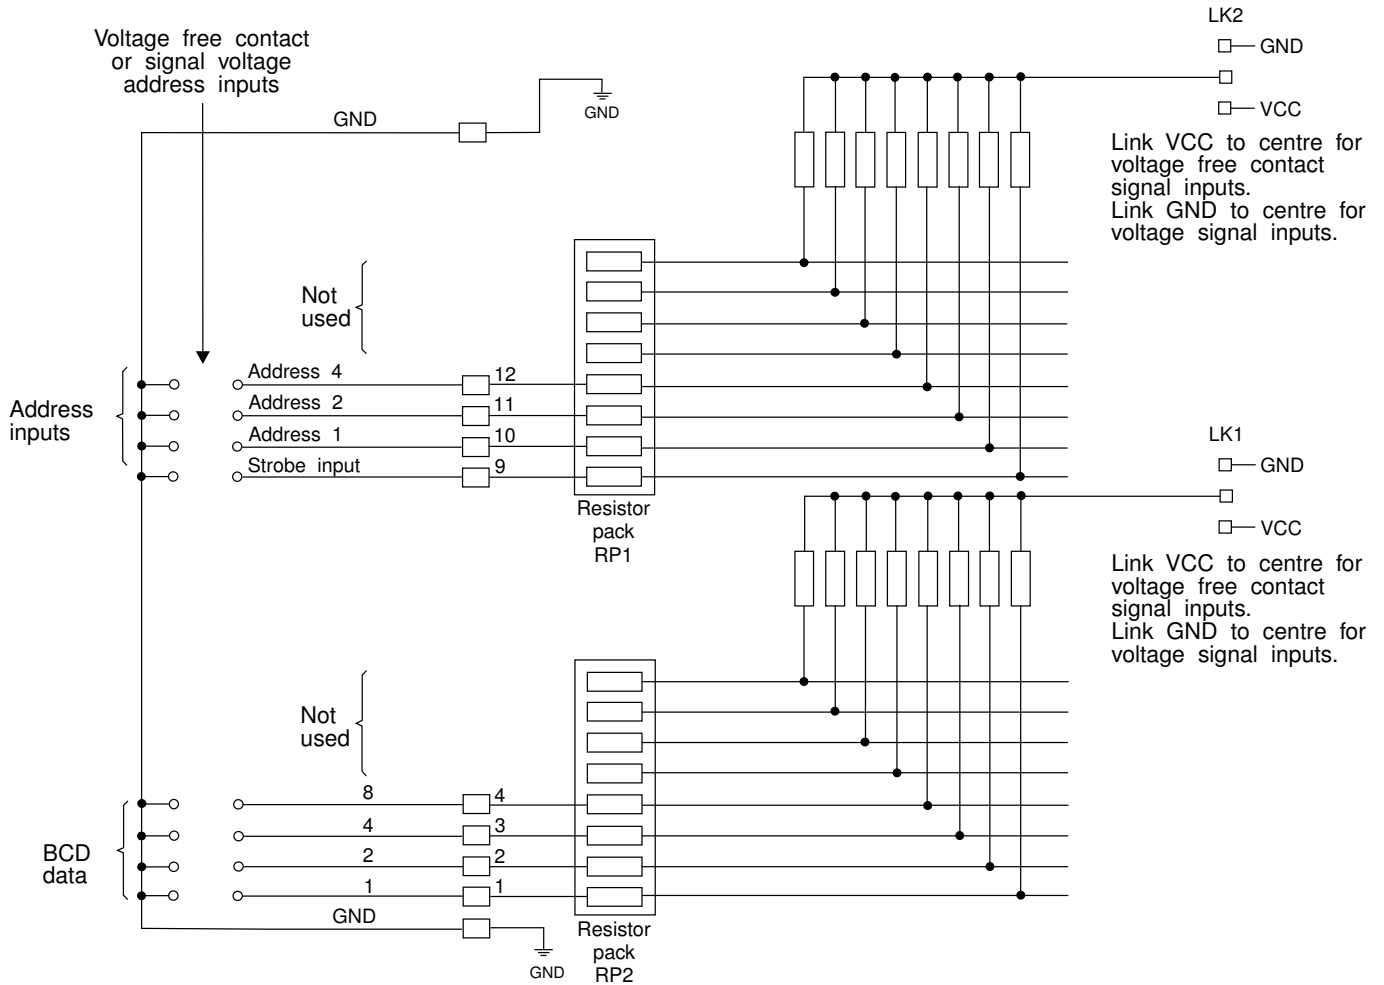 LK2
GND
VCC
Link VCC to centre for
voltage free contact
signal inputs.
Link GND to centre for
voltage signal inputs.
Voltage free contact
or signal voltage
address inputs
GND
GND
Not
used
Address
inputs
Address 4
12
Address 2
11
Address 1
10
Strobe input
9
Resistor
pack
RP1
LK1
GND
VCC
Link VCC to centre for
voltage free contact
signal inputs.
Link GND to centre for
voltage signal inputs.
Not
used
BCD
data
8
4
4
3
2
2
1
1
GND
GND
Resistor
pack
RP2